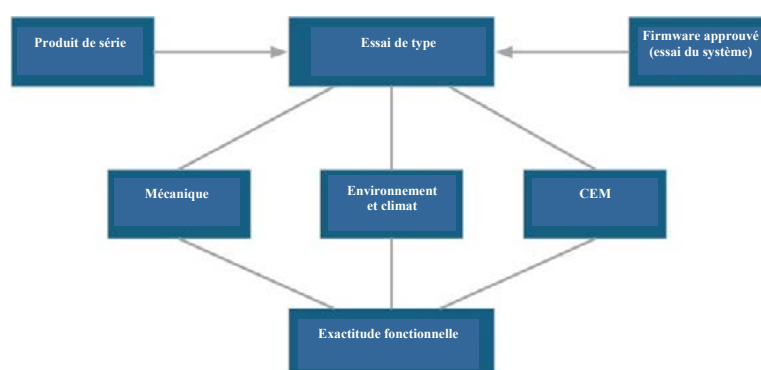 Produit de série
Essai de type
Firmware approuvé
(essai du système)
Mécanique
Environnement
et climat
CEM
Exactitude fonctionnelle